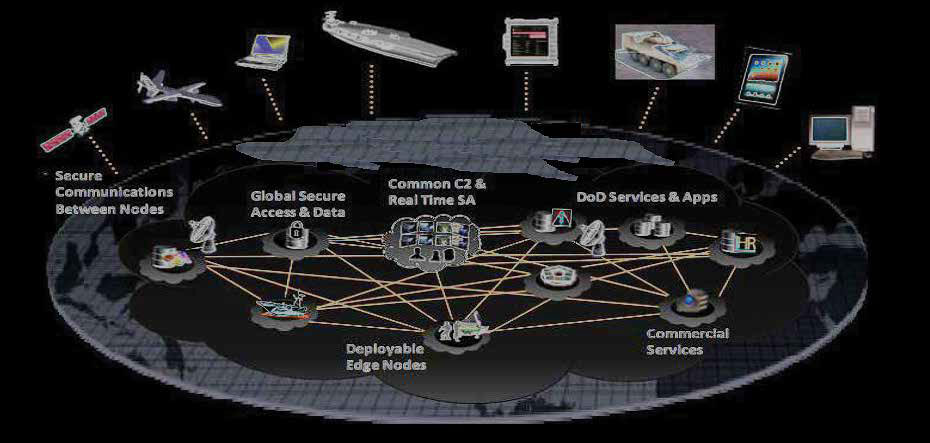 Secure
Communications
Between Nodes
Global Secure
Access & Data
Common C2 &
Real Time SA
DoD Services & Apps
HR
Deployable
Edge Nodes
Commercial
Services